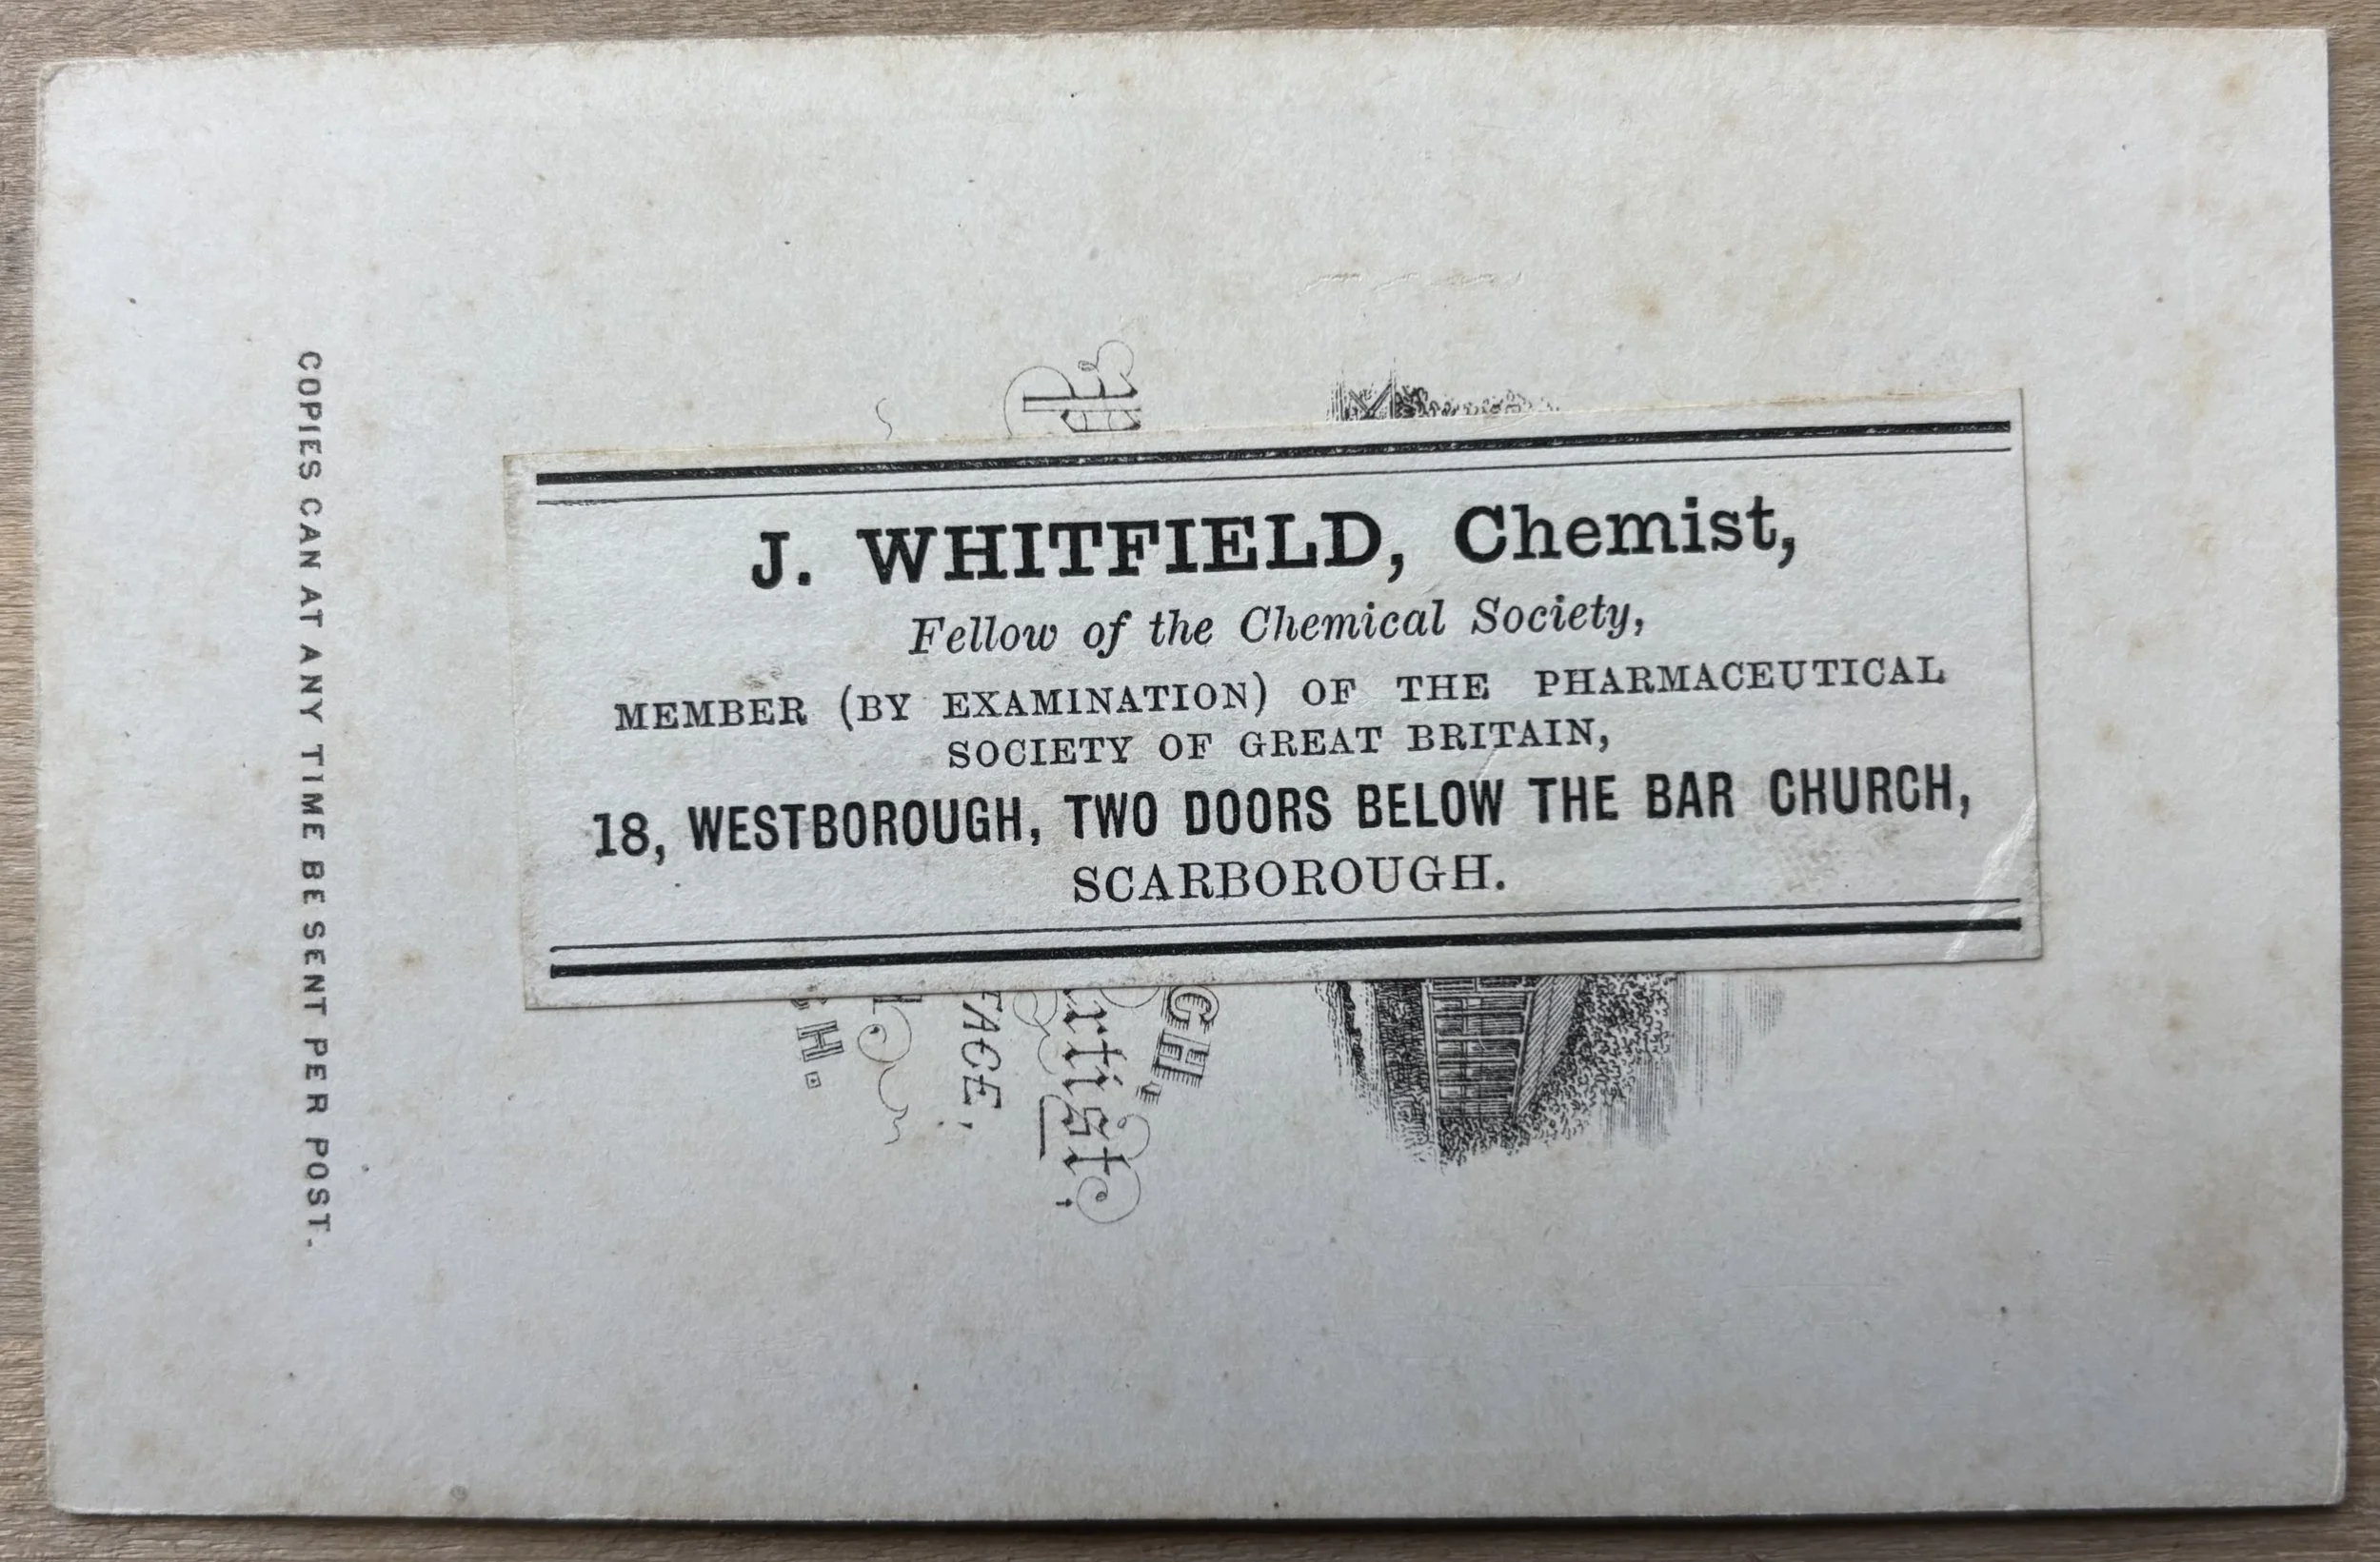 J. WHITFIELD, Chemist,
Fellow of the Chemical Society,
MEMBER (BY EXAMINATION) OF THE PHARMACEUTICAL
SOCIETY OF GREAT BRITAIN,
18, WESTBOROUGH, TWO DOORS BELOW THE BAR CHURCH,
SCARBOROUGH.
COPIES CAN AT ANY TIME BE SENT PER POST.